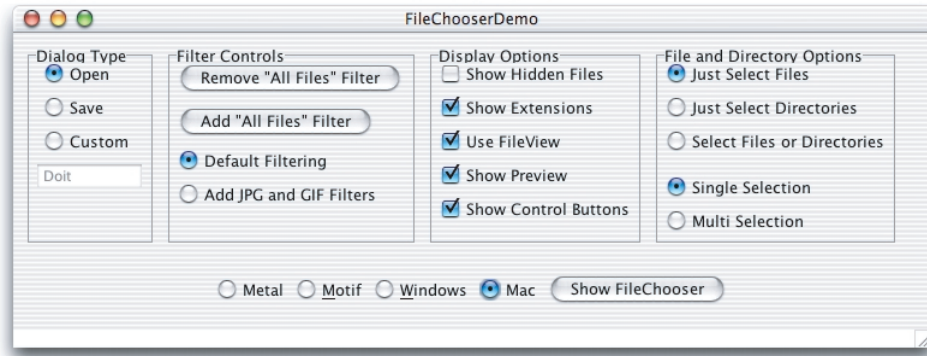 FileChooserDemo
Dialog Type
Open
Save
Custom
Doit
Filter Controls
Remove "All Files" Filter
Add "All Files" Filter
Default Filtering
Add JPG and GIF Filters
Display Options
Show Hidden Files
Show Extensions
Use FileView
Show Preview
Show Control Buttons
File and Directory Options
Just Select Files
Just Select Directories
Select Files or Directories
Single Selection
Multi Selection
Metal Motif Windows Mac Show FileChooser